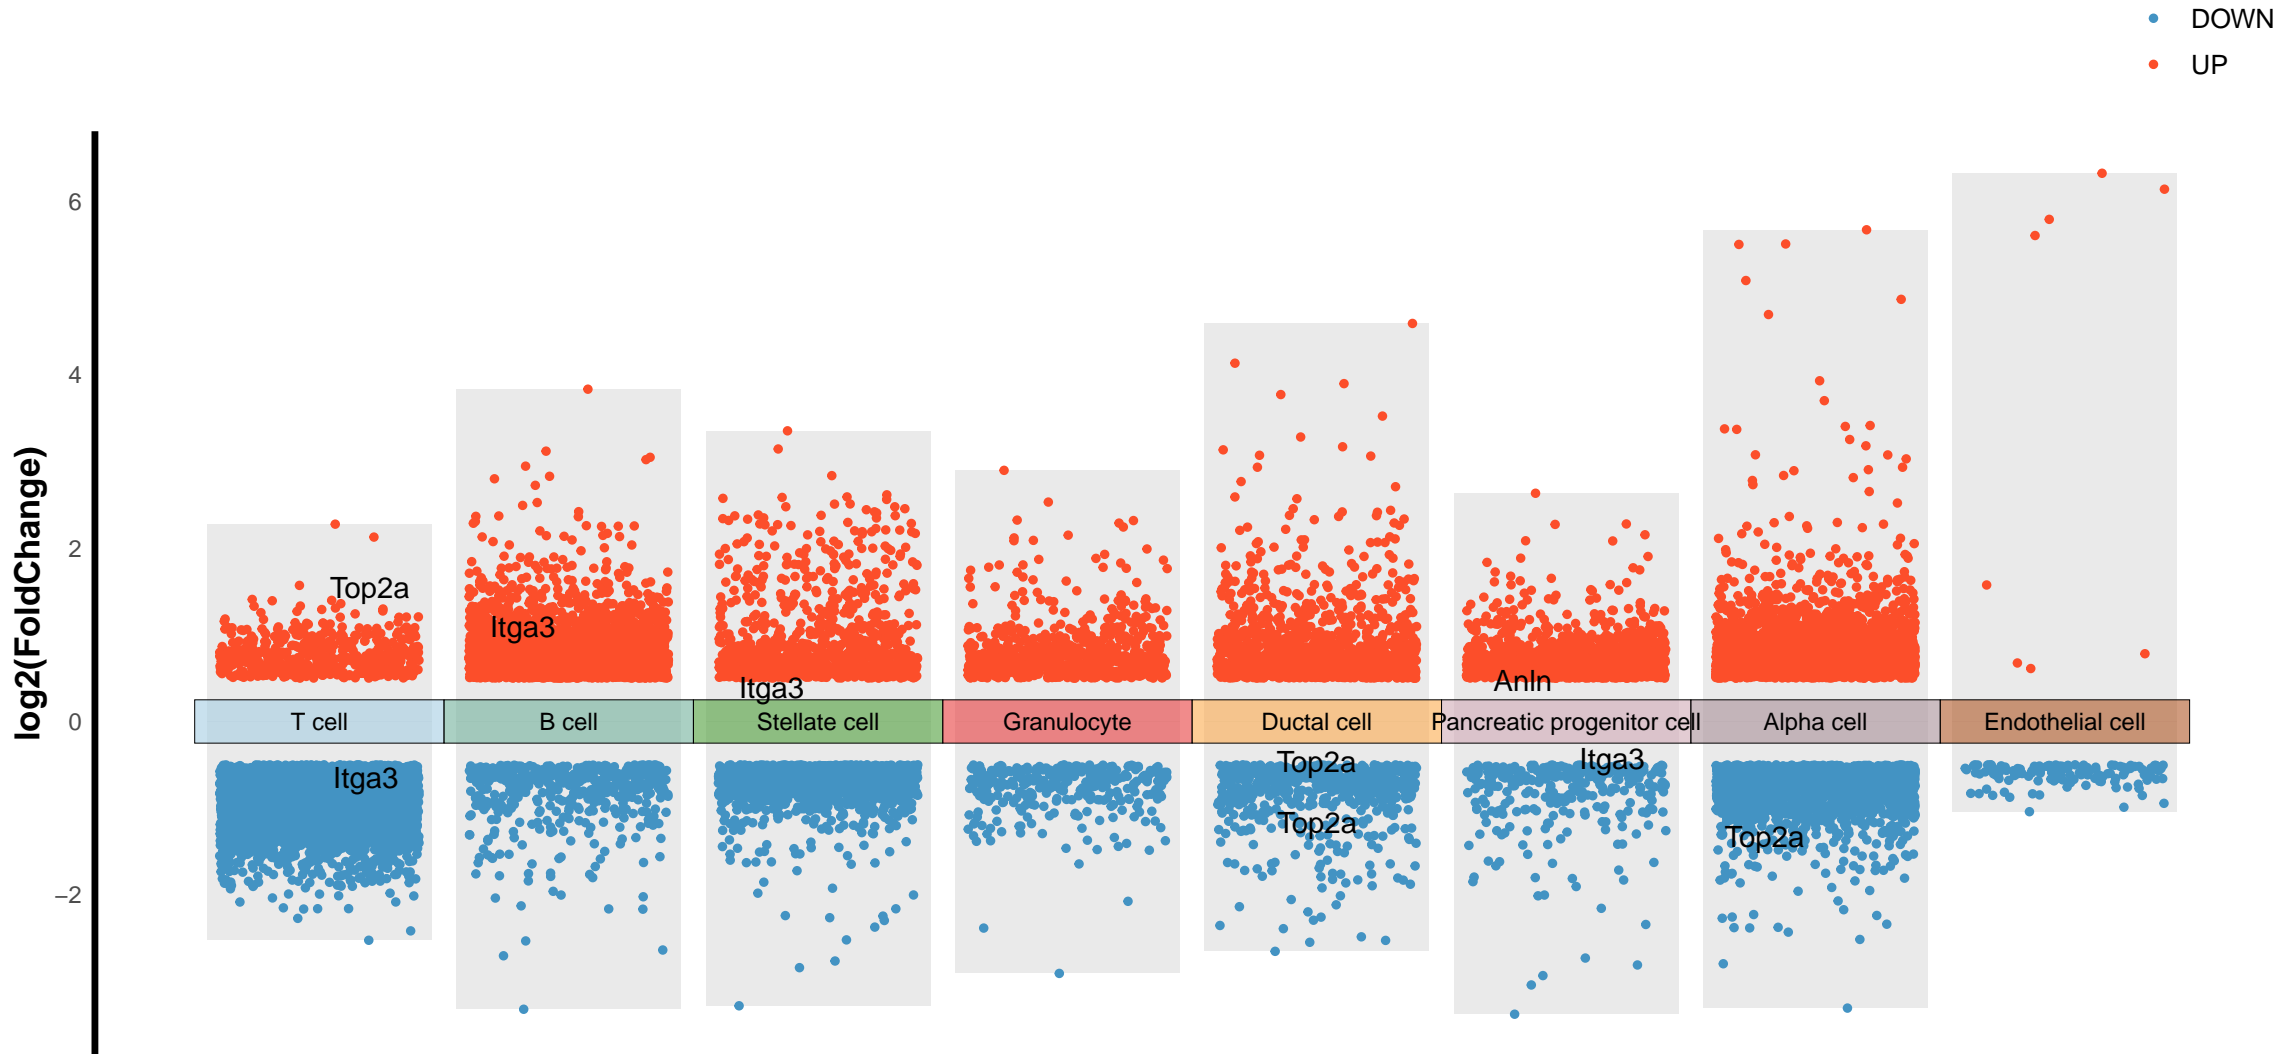 DOWN
UP
log2(FoldChange)
6
4
2
0
−2
Top2a
Itga3
Itga3
Anln
T cell
B cell
Stellate cell
Granulocyte
Ductal cell
Pancreatic progenitor cell
Alpha cell
Endothelial cell
Itga3
Top2a
Itga3
Top2a
Top2a